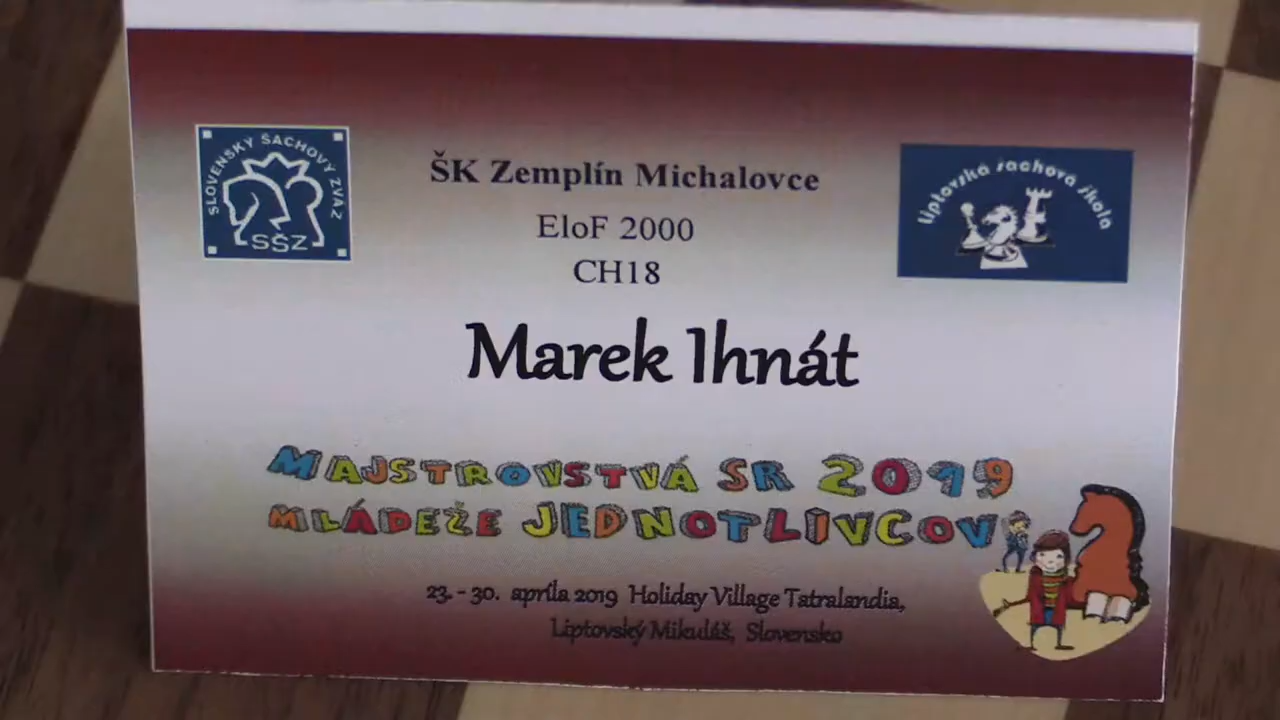 SLOVENSKÝ ŠACHOVÝ ZVÄZ
SŠZ
ŠK Zemplín Michalovce
EloF 2000
CH18
Liptovská šachová škola
Marek Ihnát
MAJSTROVSTVÁ SR 2019
MLÁDEŽE JEDNOTLIVCOV
23. - 30. apríla 2019 Holiday Village Tatralandia,
Liptovský Mikuláš, Slovensko